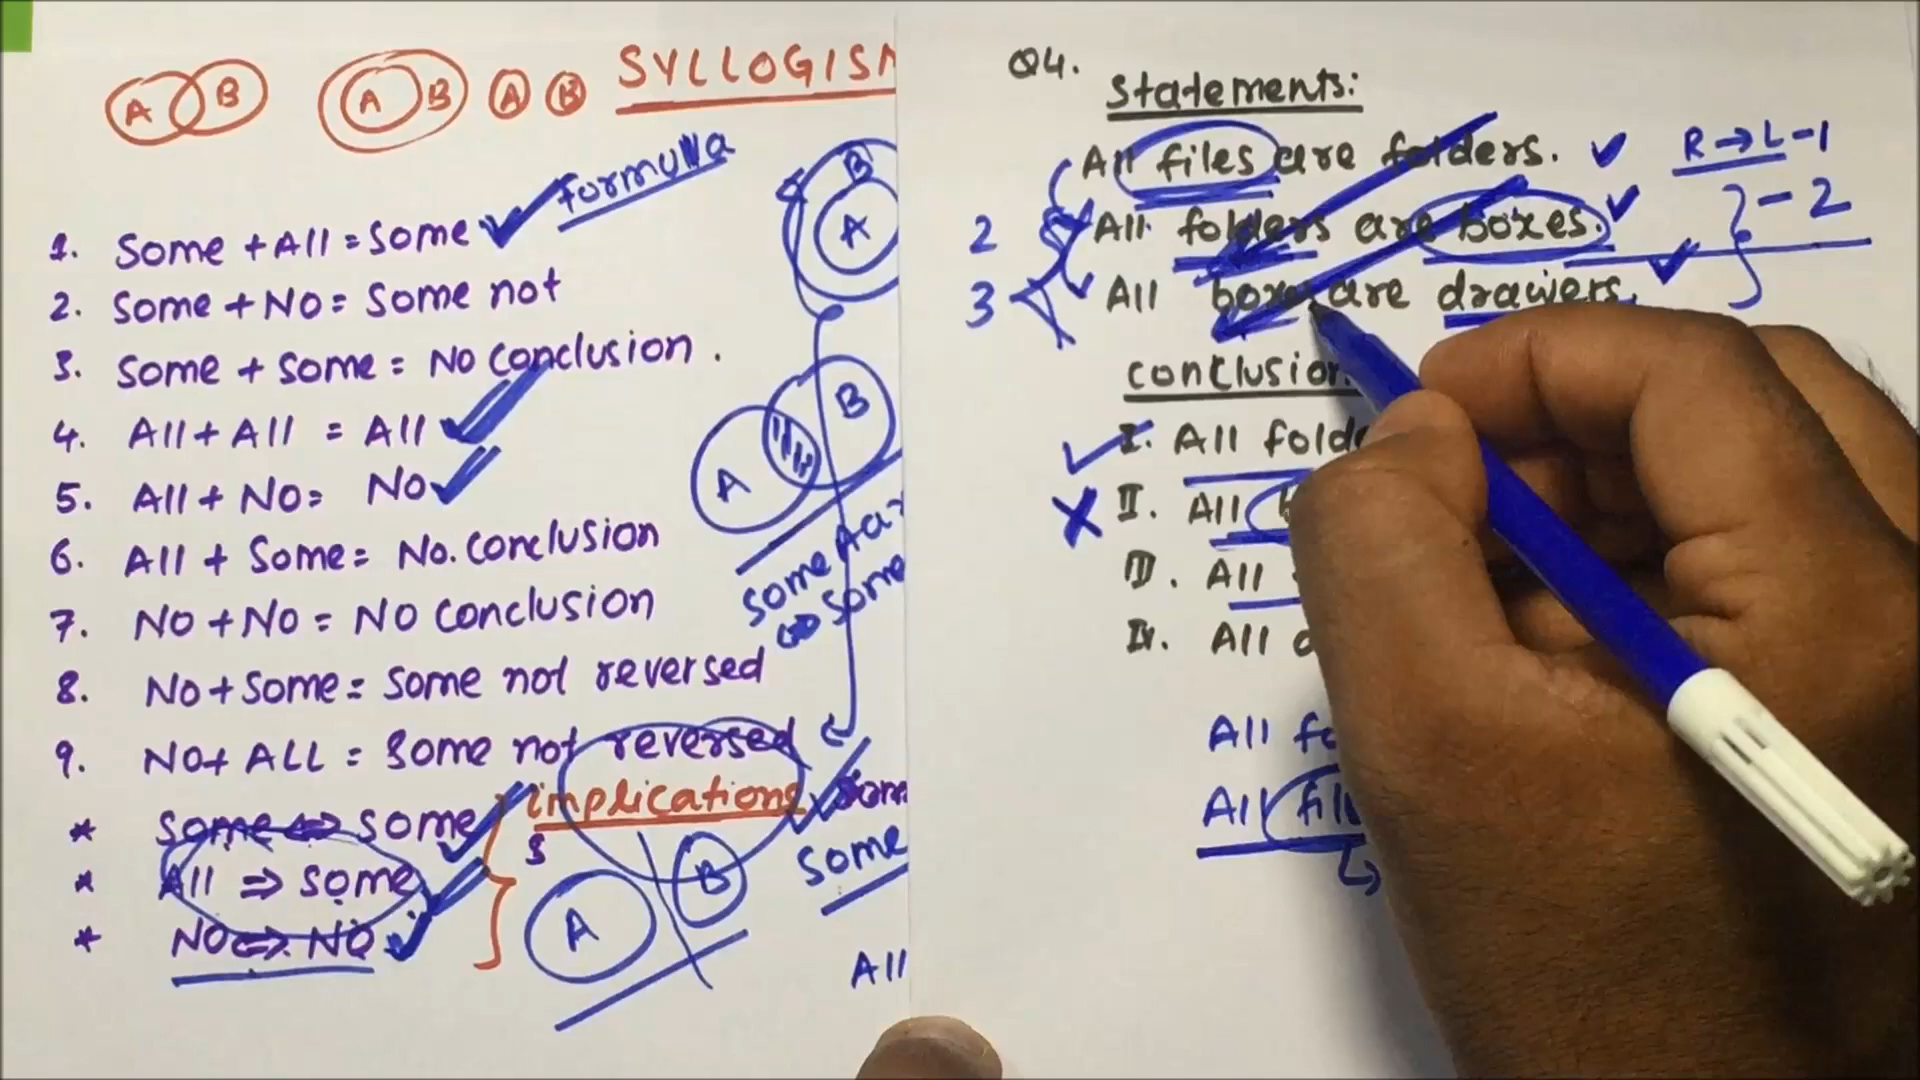 A B A B A B SYLLOGISM
Formula
1. Some + All = Some
2. Some + No = Some not
3. Some + Some = No Conclusion.
4. All + All = All
5. All + No = No
6. All + Some = No. Conclusion
7. No + No = No Conclusion
8. No + Some = Some not reversed
9. No + ALL = Some not reversed
* Some ⇔ Some
implications
* All ⇒ Some
* No ⇔ No
B
A
A B
Some A
Some
Some
A B
All
Q4.
Statements:
All files are folders.
2 All folders are boxes.
3 All boxes are drawers.
R → L - 1
} - 2
Conclusion
I. All
II. All
III. All
IV. All
All
All